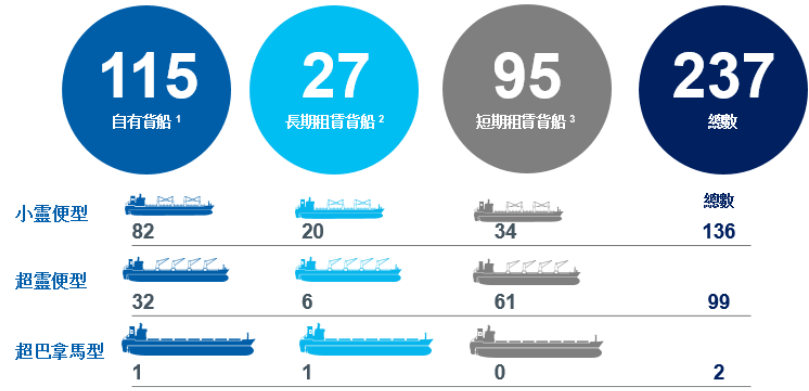 115
自有貨船 1
27
長期租賃貨船 2
95
短期租賃貨船 3
237
總數
總數
小靈便型
82
20
34
136
超靈便型
32
6
61
99
超巴拿馬型
1
1
0
2